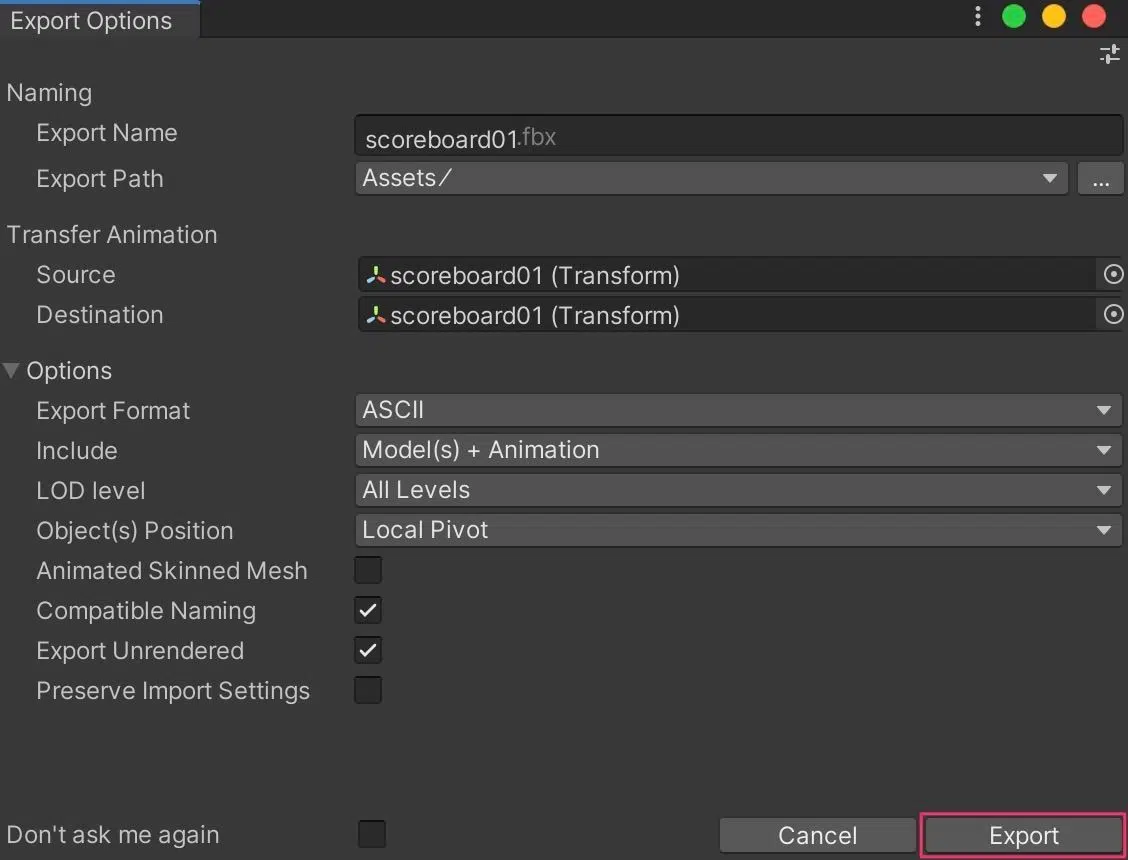 Export Options
Naming
Export Name scoreboard01.fbx
Export Path Assets/ ...
Transfer Animation
Source scoreboard01 (Transform)
Destination scoreboard01 (Transform)
Options
Export Format ASCII
Include Model(s) + Animation
LOD level All Levels
Object(s) Position Local Pivot
Animated Skinned Mesh
Compatible Naming
Export Unrendered
Preserve Import Settings
Don't ask me again Cancel Export